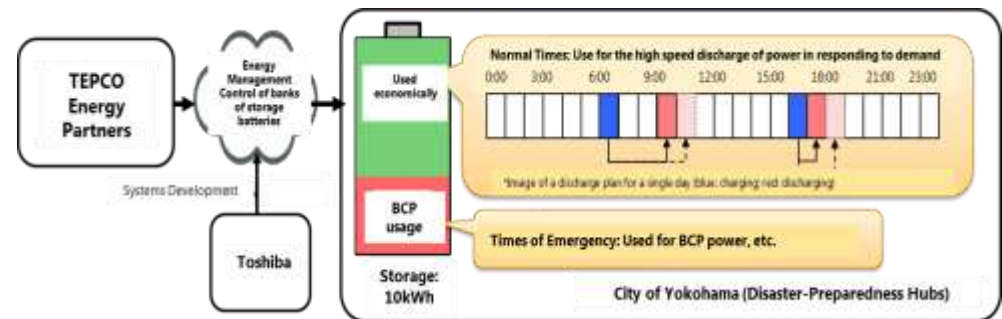 TEPCO
Energy
Partners
Energy
Management
Control of banks
of storage
batteries
Systems Development
Toshiba
Used
economically
BCP
usage
Storage:
10kWh
Normal Times: Use for the high speed discharge of power in responding to demand
0:00 3:00 6:00 9:00 12:00 15:00 18:00 21:00 23:00
*Image of a discharge plan for a single day (blue: charging; red: discharging)
Times of Emergency: Used for BCP power, etc.
City of Yokohama (Disaster-Preparedness Hubs)